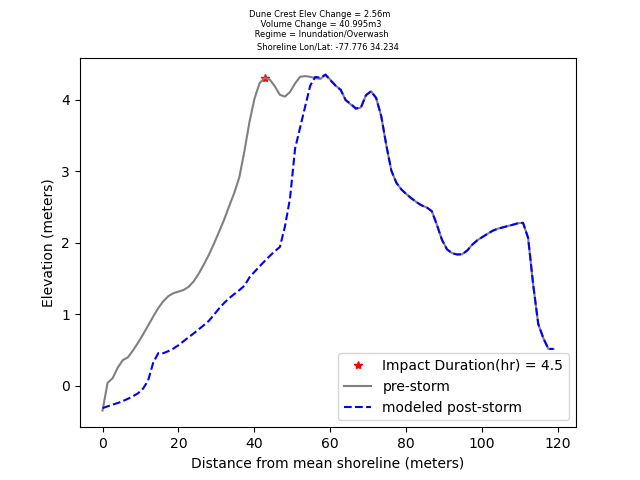 Dune Crest Elev Change = 2.56m
Volume Change = 40.995m3
Regime = Inundation/Overwash
Shoreline Lon/Lat: -77.776 34.234
4
3
2
1
0
Elevation (meters)
Impact Duration(hr) = 4.5
pre-storm
modeled post-storm
0 20 40 60 80 100 120
Distance from mean shoreline (meters)